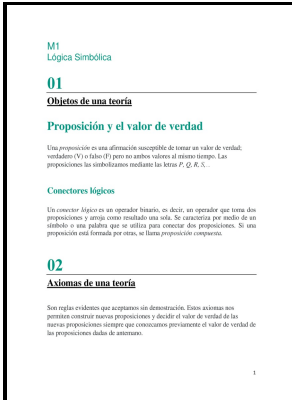 M1
Lógica Simbólica
01
Objetos de una teoría
Proposición y el valor de verdad
Una proposición es una afirmación susceptible de tomar un valor de verdad;
verdadero (V) o falso (F) pero no ambos valores al mismo tiempo. Las
proposiciones las simbolizamos mediante las letras P, Q, R, S, ...
Conectores lógicos
Un conector lógico es un operador binario, es decir, un operador que toma dos
proposiciones y arroja como resultado una sola. Se caracteriza por medio de un
símbolo o una palabra que se utiliza para conectar dos proposiciones. Si una
proposición está formada por otras, se llama proposición compuesta.
02
Axiomas de una teoría
Son reglas evidentes que aceptamos sin demostración. Estos axiomas nos
permiten construir nuevas proposiciones y decidir el valor de verdad de las
nuevas proposiciones siempre que conozcamos previamente el valor de verdad de
las proposiciones dadas de antemano.
1